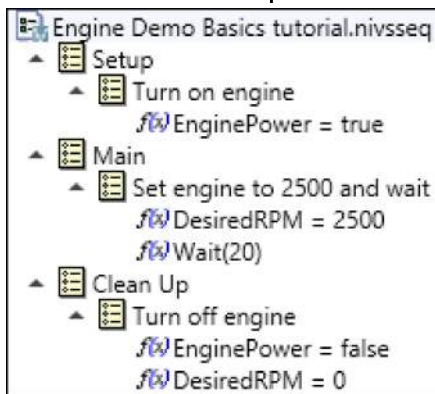 Engine Demo Basics tutorial.nivsseq
Setup
Turn on engine
f(x) EnginePower = true
Main
Set engine to 2500 and wait
f(x) DesiredRPM = 2500
f(x) Wait(20)
Clean Up
Turn off engine
f(x) EnginePower = false
f(x) DesiredRPM = 0